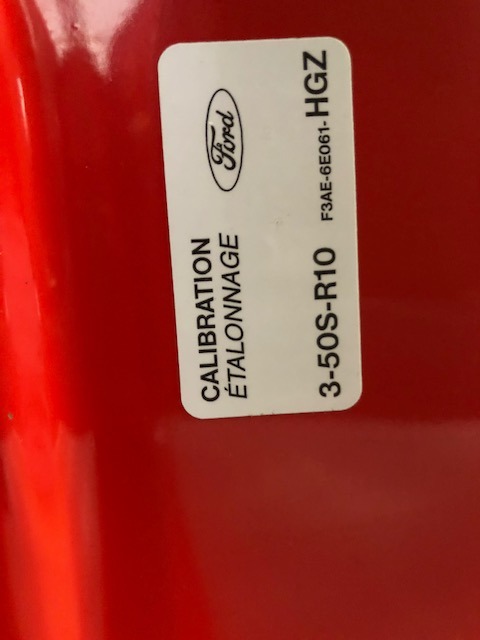 CALIBRATION
ÉTALONNAGE
Ford
3-50S-R10 F3AE-6E061-HGZ